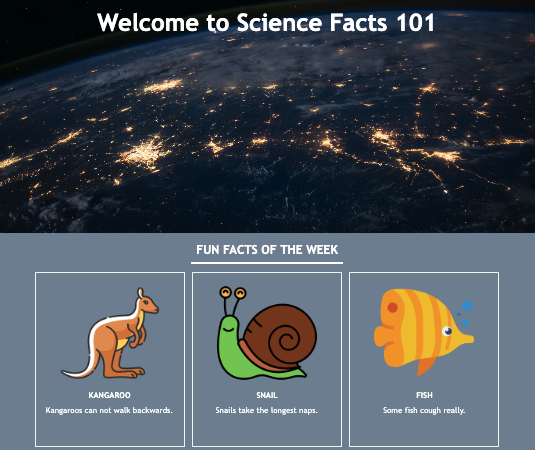 Welcome to Science Facts 101
FUN FACTS OF THE WEEK
KANGAROO
Kangaroos can not walk backwards.
SNAIL
Snails take the longest naps.
FISH
Some fish cough really.